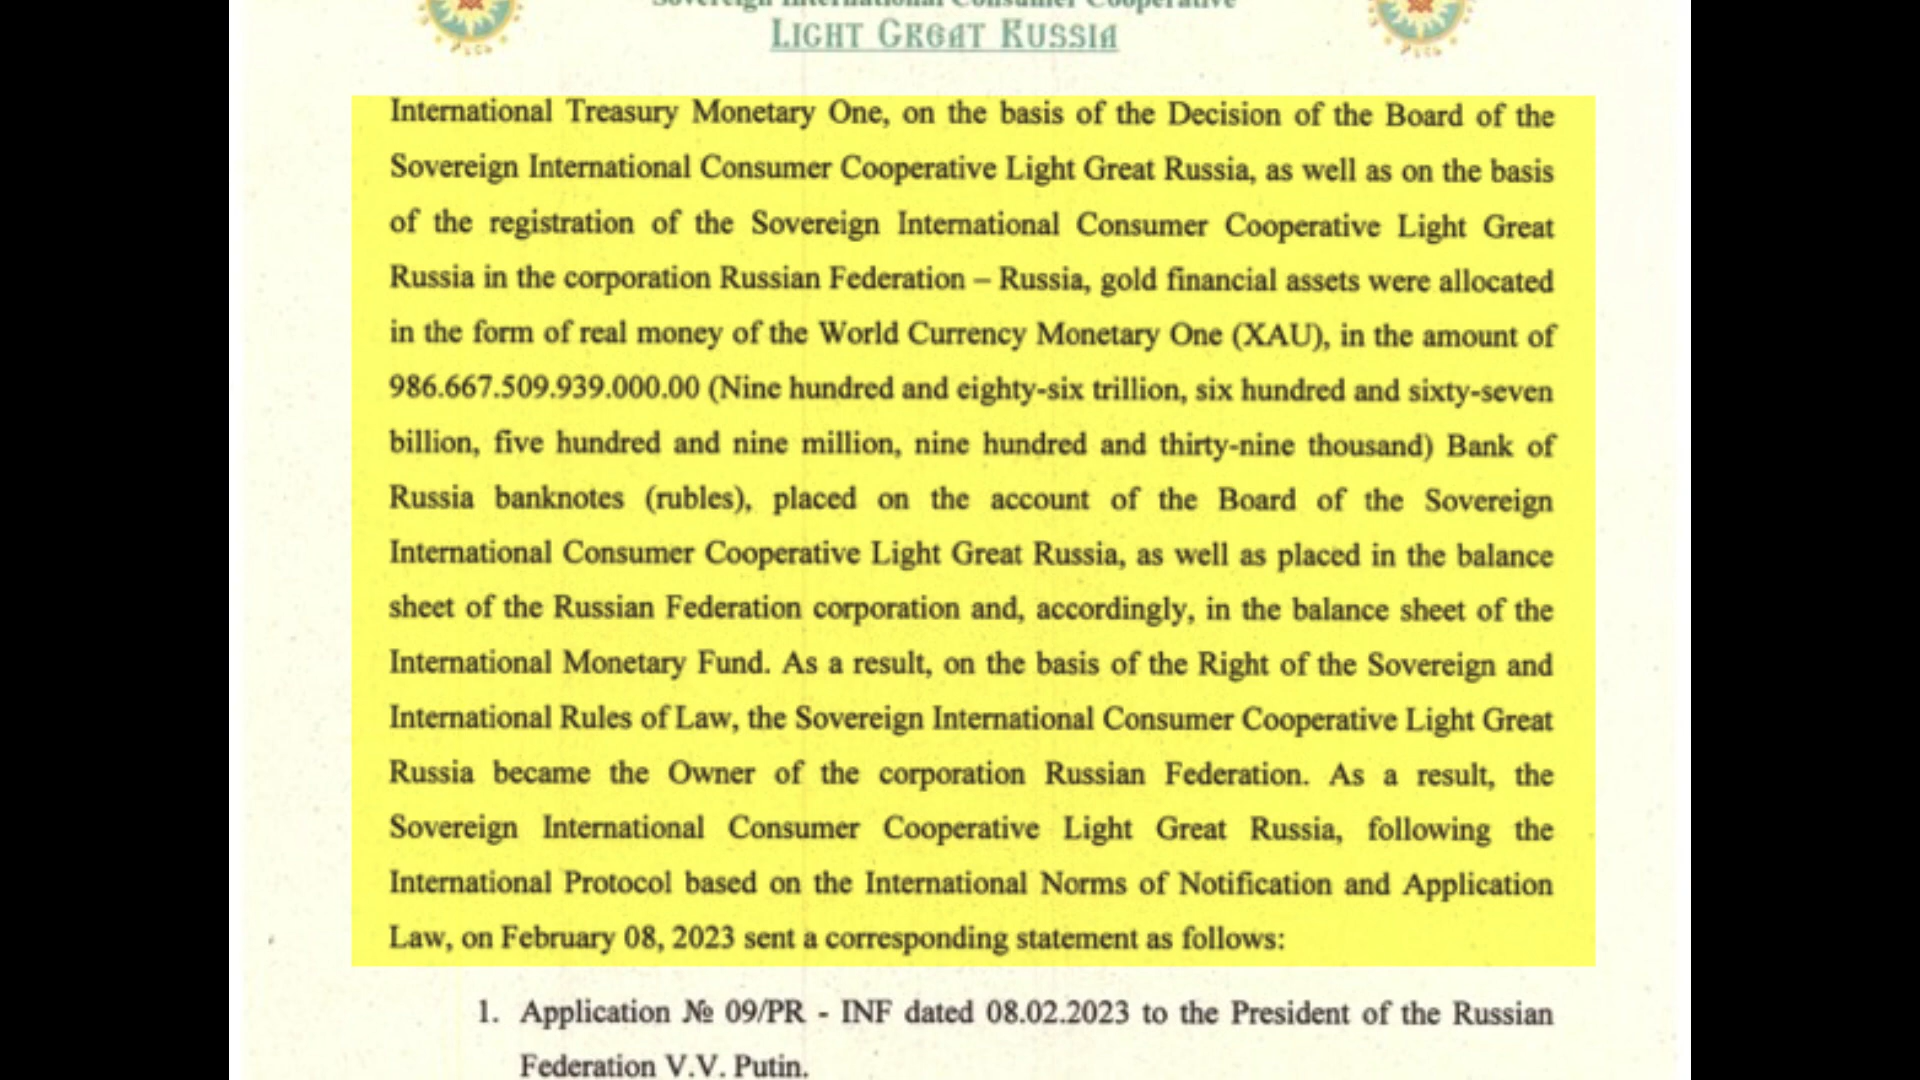 Sovereign International Consumer Cooperative
LIGHT GREAT RUSSIA
International Treasury Monetary One, on the basis of the Decision of the Board of the
Sovereign International Consumer Cooperative Light Great Russia, as well as on the basis
of the registration of the Sovereign International Consumer Cooperative Light Great
Russia in the corporation Russian Federation – Russia, gold financial assets were allocated
in the form of real money of the World Currency Monetary One (XAU), in the amount of
986.667.509.939.000.00 (Nine hundred and eighty-six trillion, six hundred and sixty-seven
billion, five hundred and nine million, nine hundred and thirty-nine thousand) Bank of
Russia banknotes (rubles), placed on the account of the Board of the Sovereign
International Consumer Cooperative Light Great Russia, as well as placed in the balance
sheet of the Russian Federation corporation and, accordingly, in the balance sheet of the
International Monetary Fund. As a result, on the basis of the Right of the Sovereign and
International Rules of Law, the Sovereign International Consumer Cooperative Light Great
Russia became the Owner of the corporation Russian Federation. As a result, the
Sovereign International Consumer Cooperative Light Great Russia, following the
International Protocol based on the International Norms of Notification and Application
Law, on February 08, 2023 sent a corresponding statement as follows:
1. Application № 09/PR - INF dated 08.02.2023 to the President of the Russian
Federation V.V. Putin.